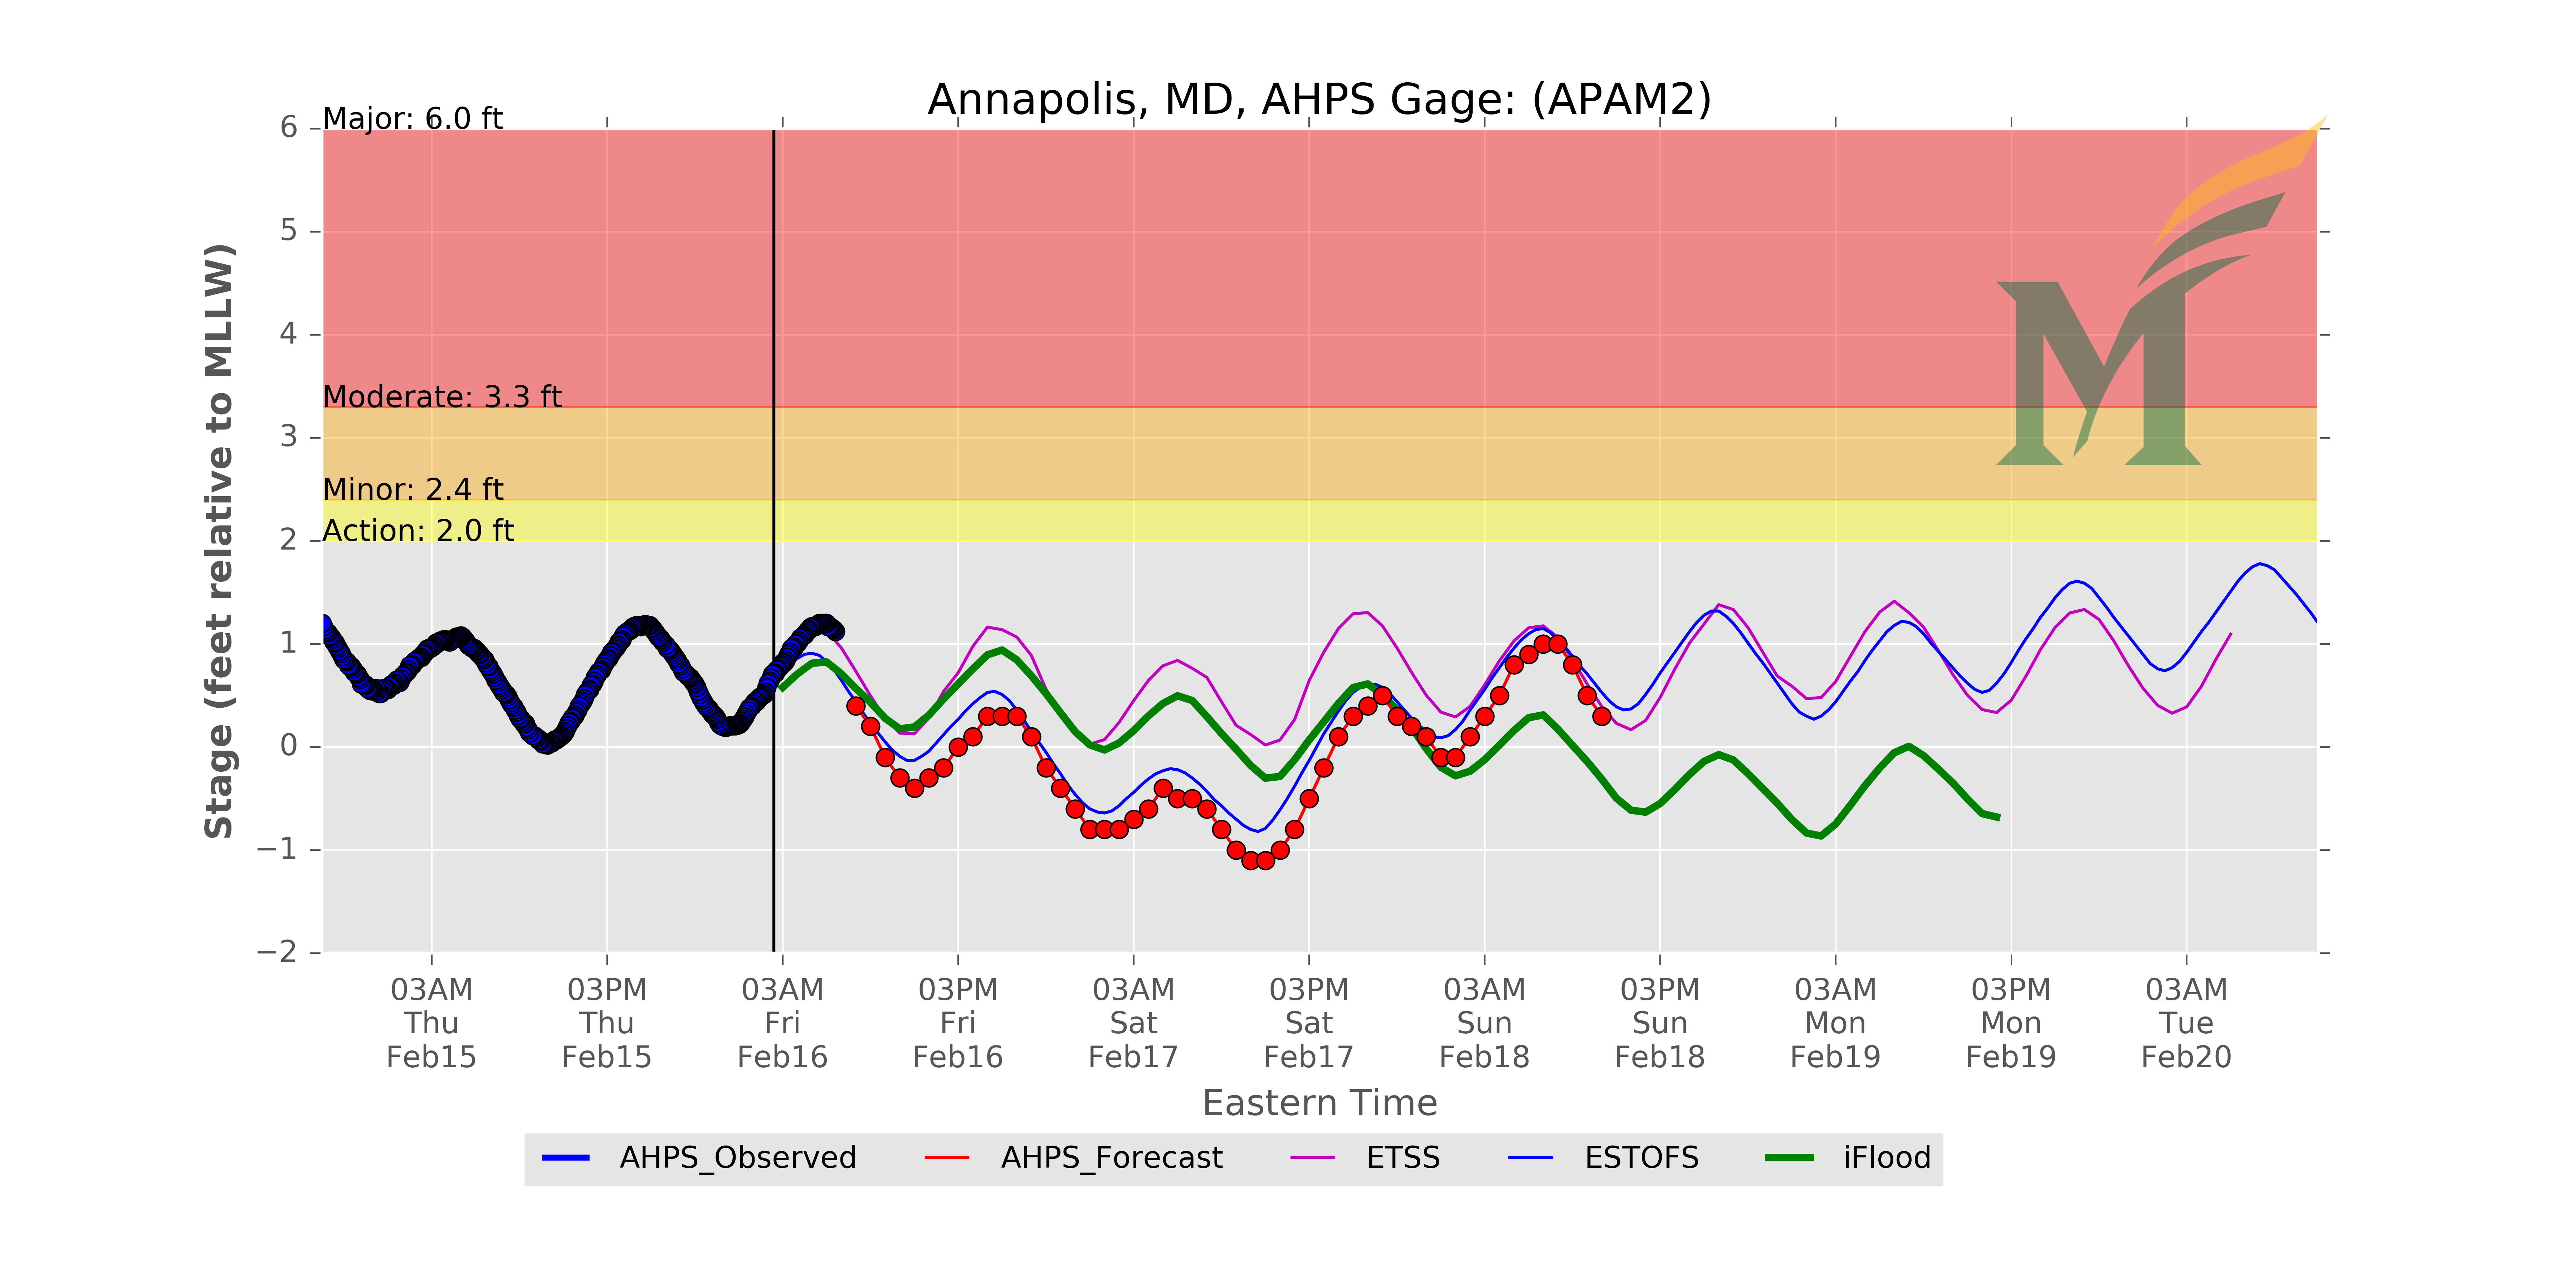 Annapolis, MD, AHPS Gage: (APAM2)
Major: 6.0 ft
Moderate: 3.3 ft
Minor: 2.4 ft
Action: 2.0 ft
6
5
4
3
2
1
0
−1
−2
Stage (feet relative to MLLW)
03AM 03PM 03AM 03PM 03AM 03PM 03AM 03PM 03AM 03PM 03AM
Thu Thu Fri Fri Sat Sat Sun Sun Mon Mon Tue
Feb15 Feb15 Feb16 Feb16 Feb17 Feb17 Feb18 Feb18 Feb19 Feb19 Feb20
Eastern Time
AHPS_Observed AHPS_Forecast ETSS ESTOFS iFlood
M